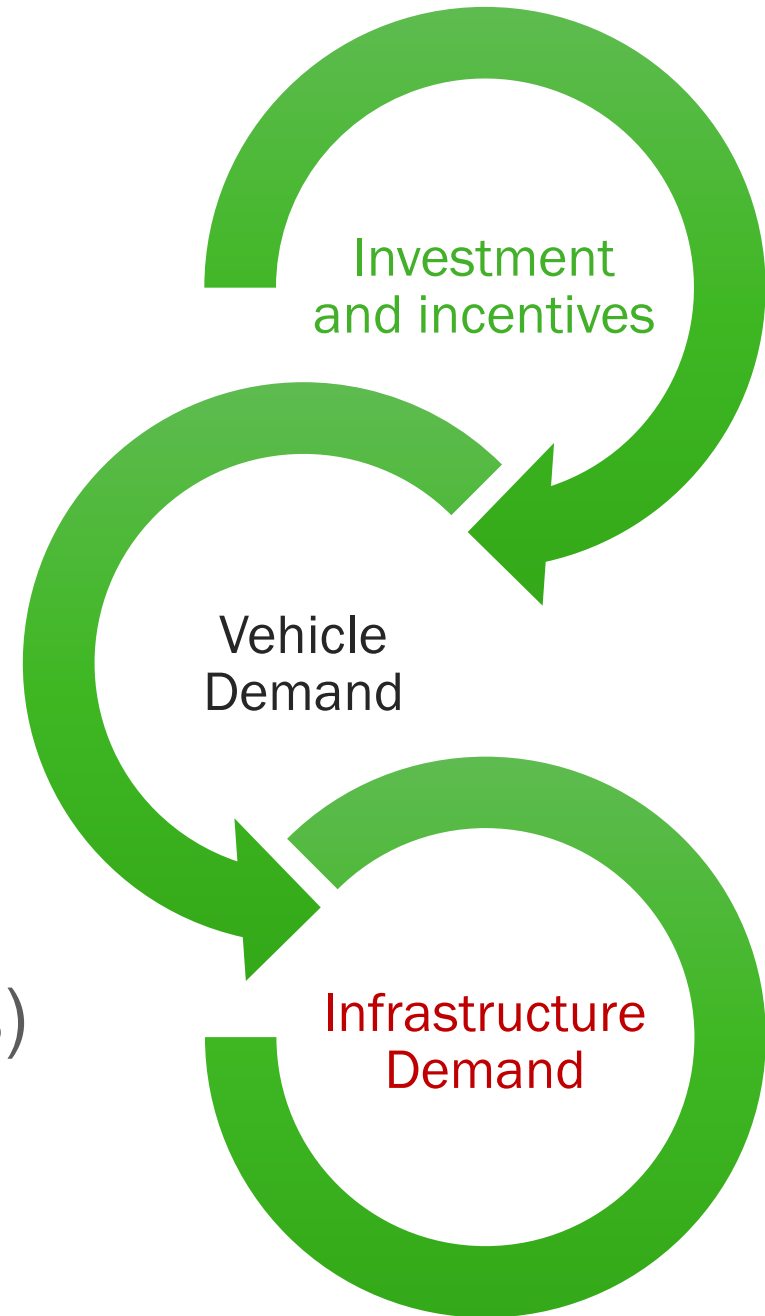 Investment
and incentives
Vehicle
Demand
Infrastructure
Demand
)